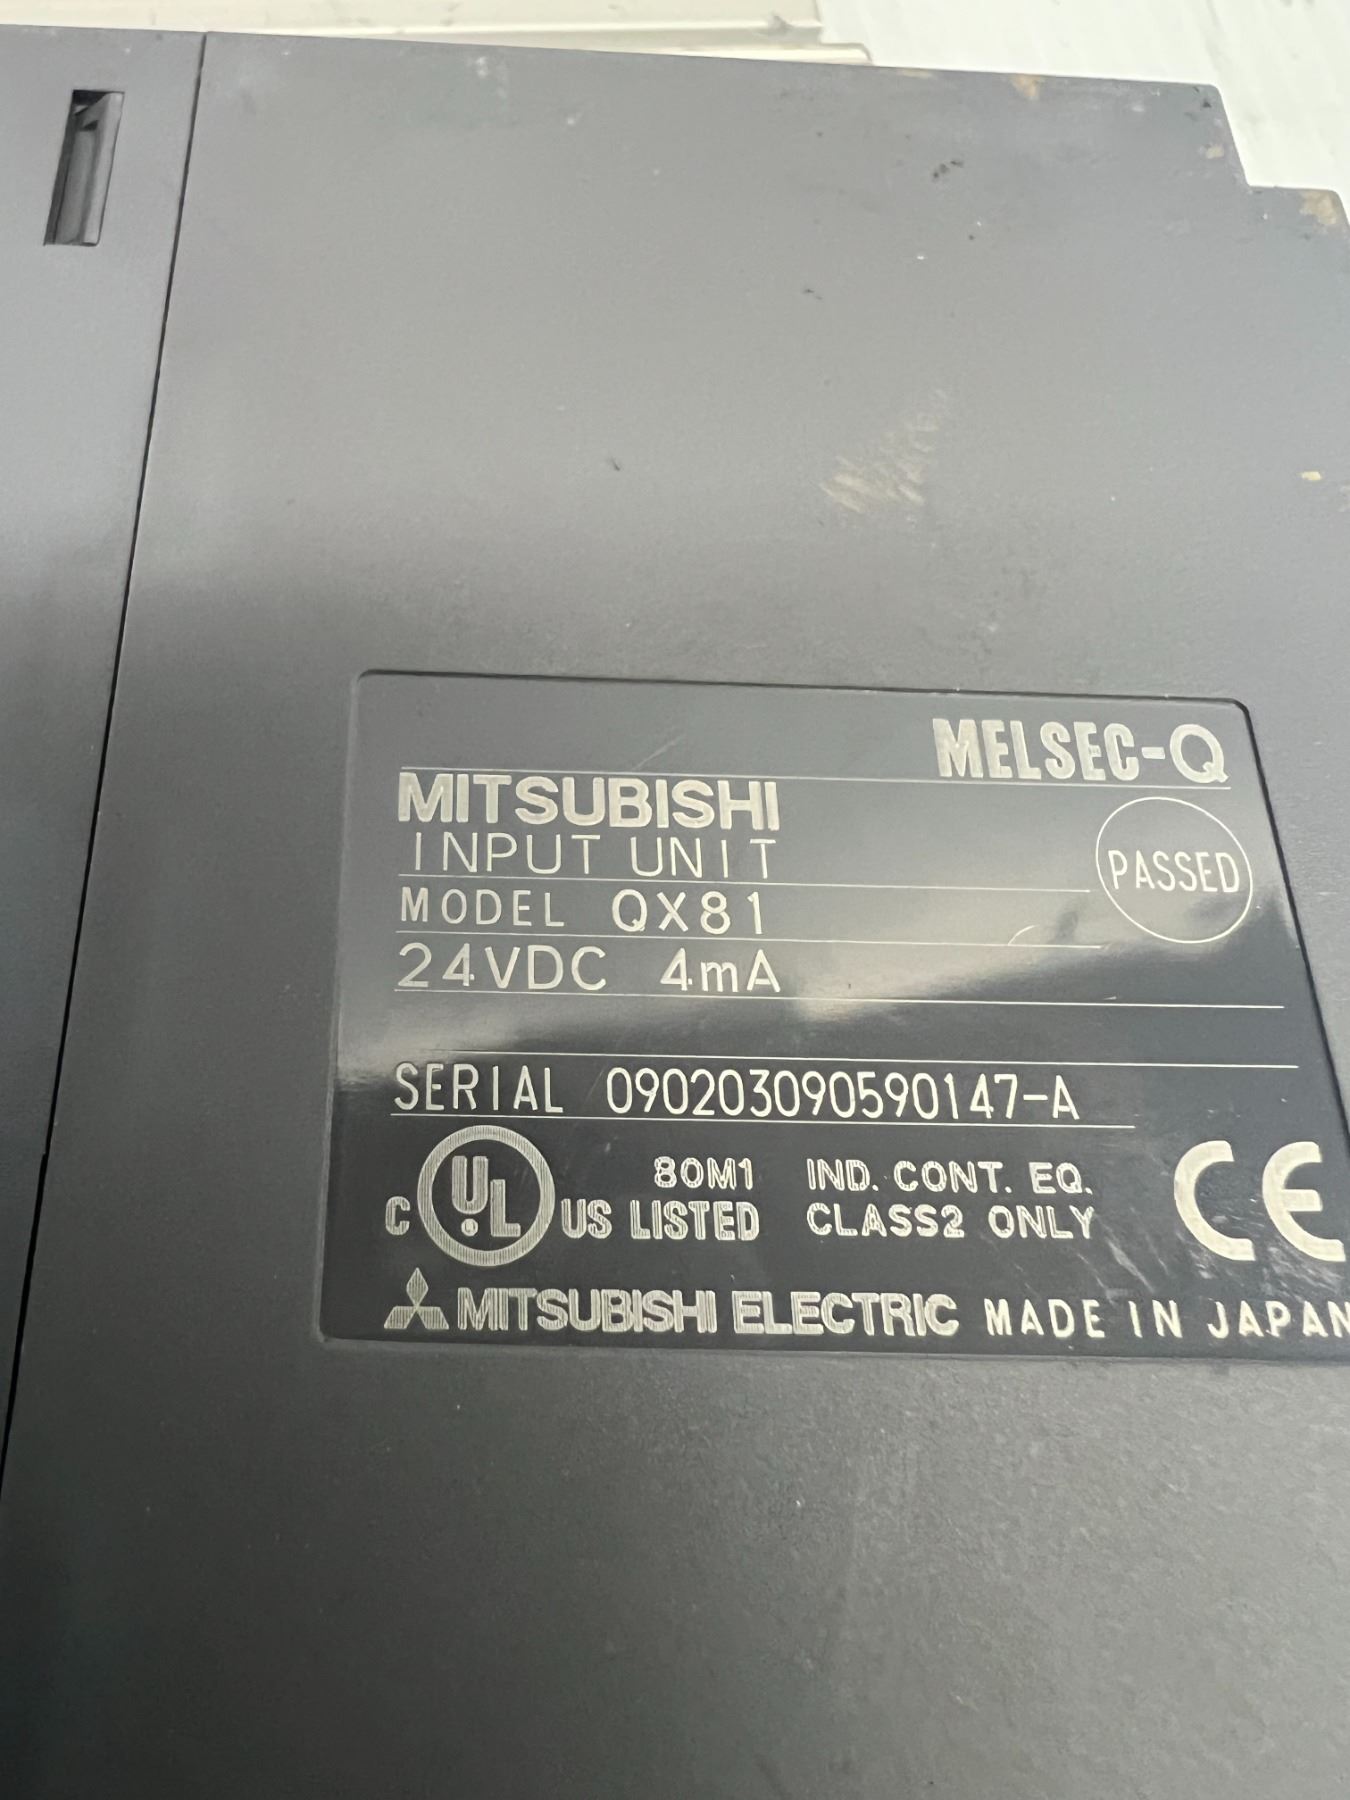 MELSEC-Q
MITSUBISHI
INPUT UNIT
PASSED
MODEL QX81
24VDC 4mA
SERIAL 090203090590147-A
C UL US LISTED 80M1 IND. CONT. EQ. CLASS2 ONLY CE
MITSUBISHI ELECTRIC MADE IN JAPAN